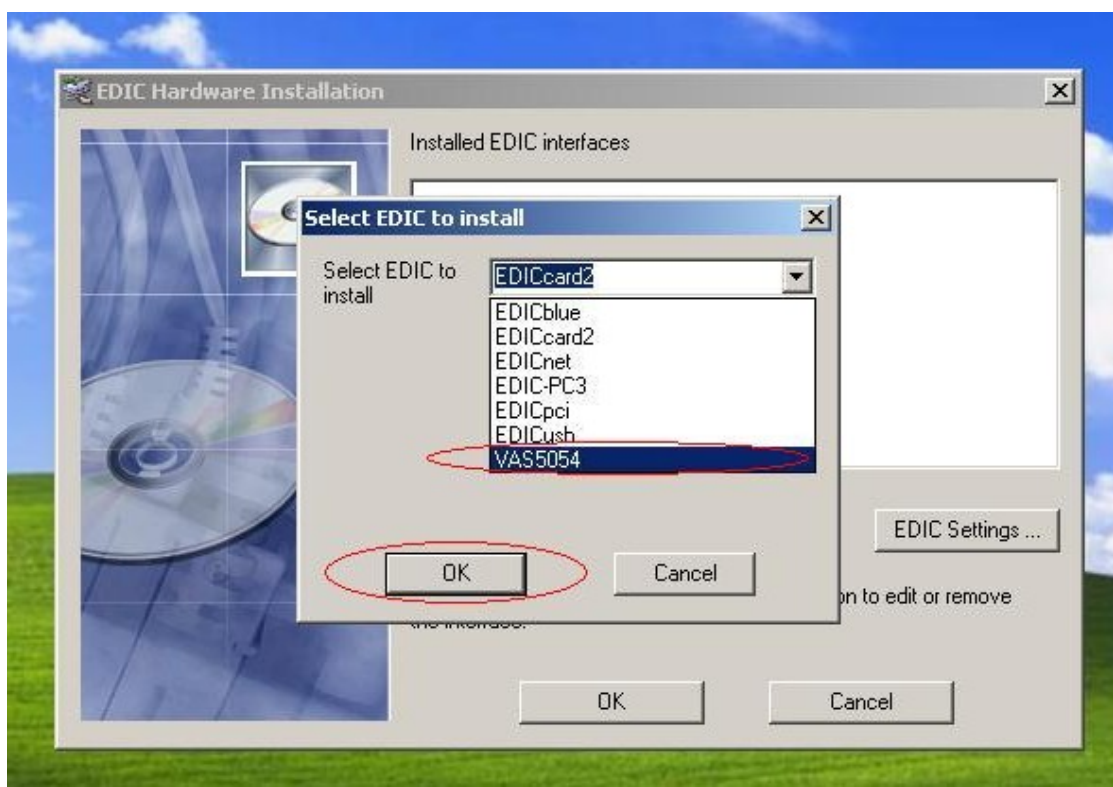 EDIC Hardware Installation
Installed EDIC interfaces
Select EDIC to install
Select EDIC to
install
EDICcard2
EDICblue
EDICcard2
EDICnet
EDIC-PC3
EDICpci
EDICusb
VAS5054
OK
Cancel
EDIC Settings ...
to edit or remove
OK
Cancel